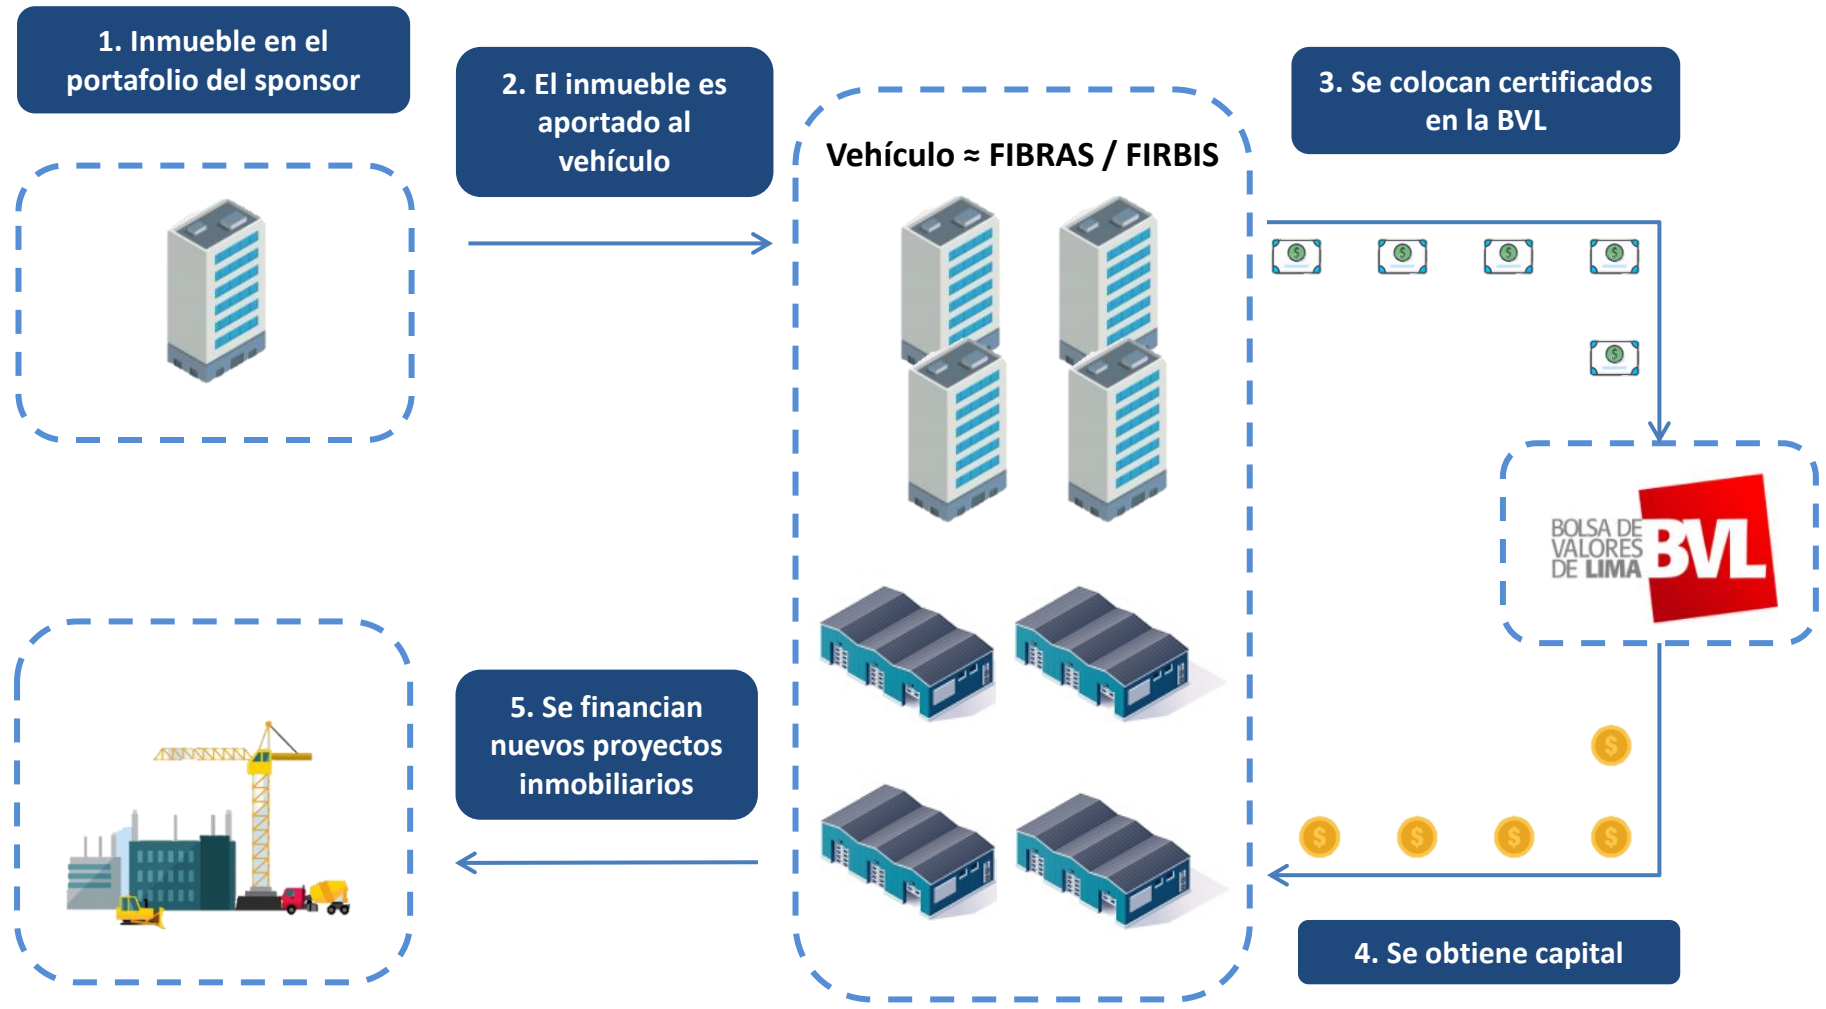 1. Inmueble en el
portafolio del sponsor
2. El inmueble es
aportado al
vehículo
Vehículo ≈ FIBRAS / FIRBIS
3. Se colocan certificados
en la BVL
BOLSA DE
VALORES
DE LIMA
BVL
5. Se financian
nuevos proyectos
inmobiliarios
4. Se obtiene capital